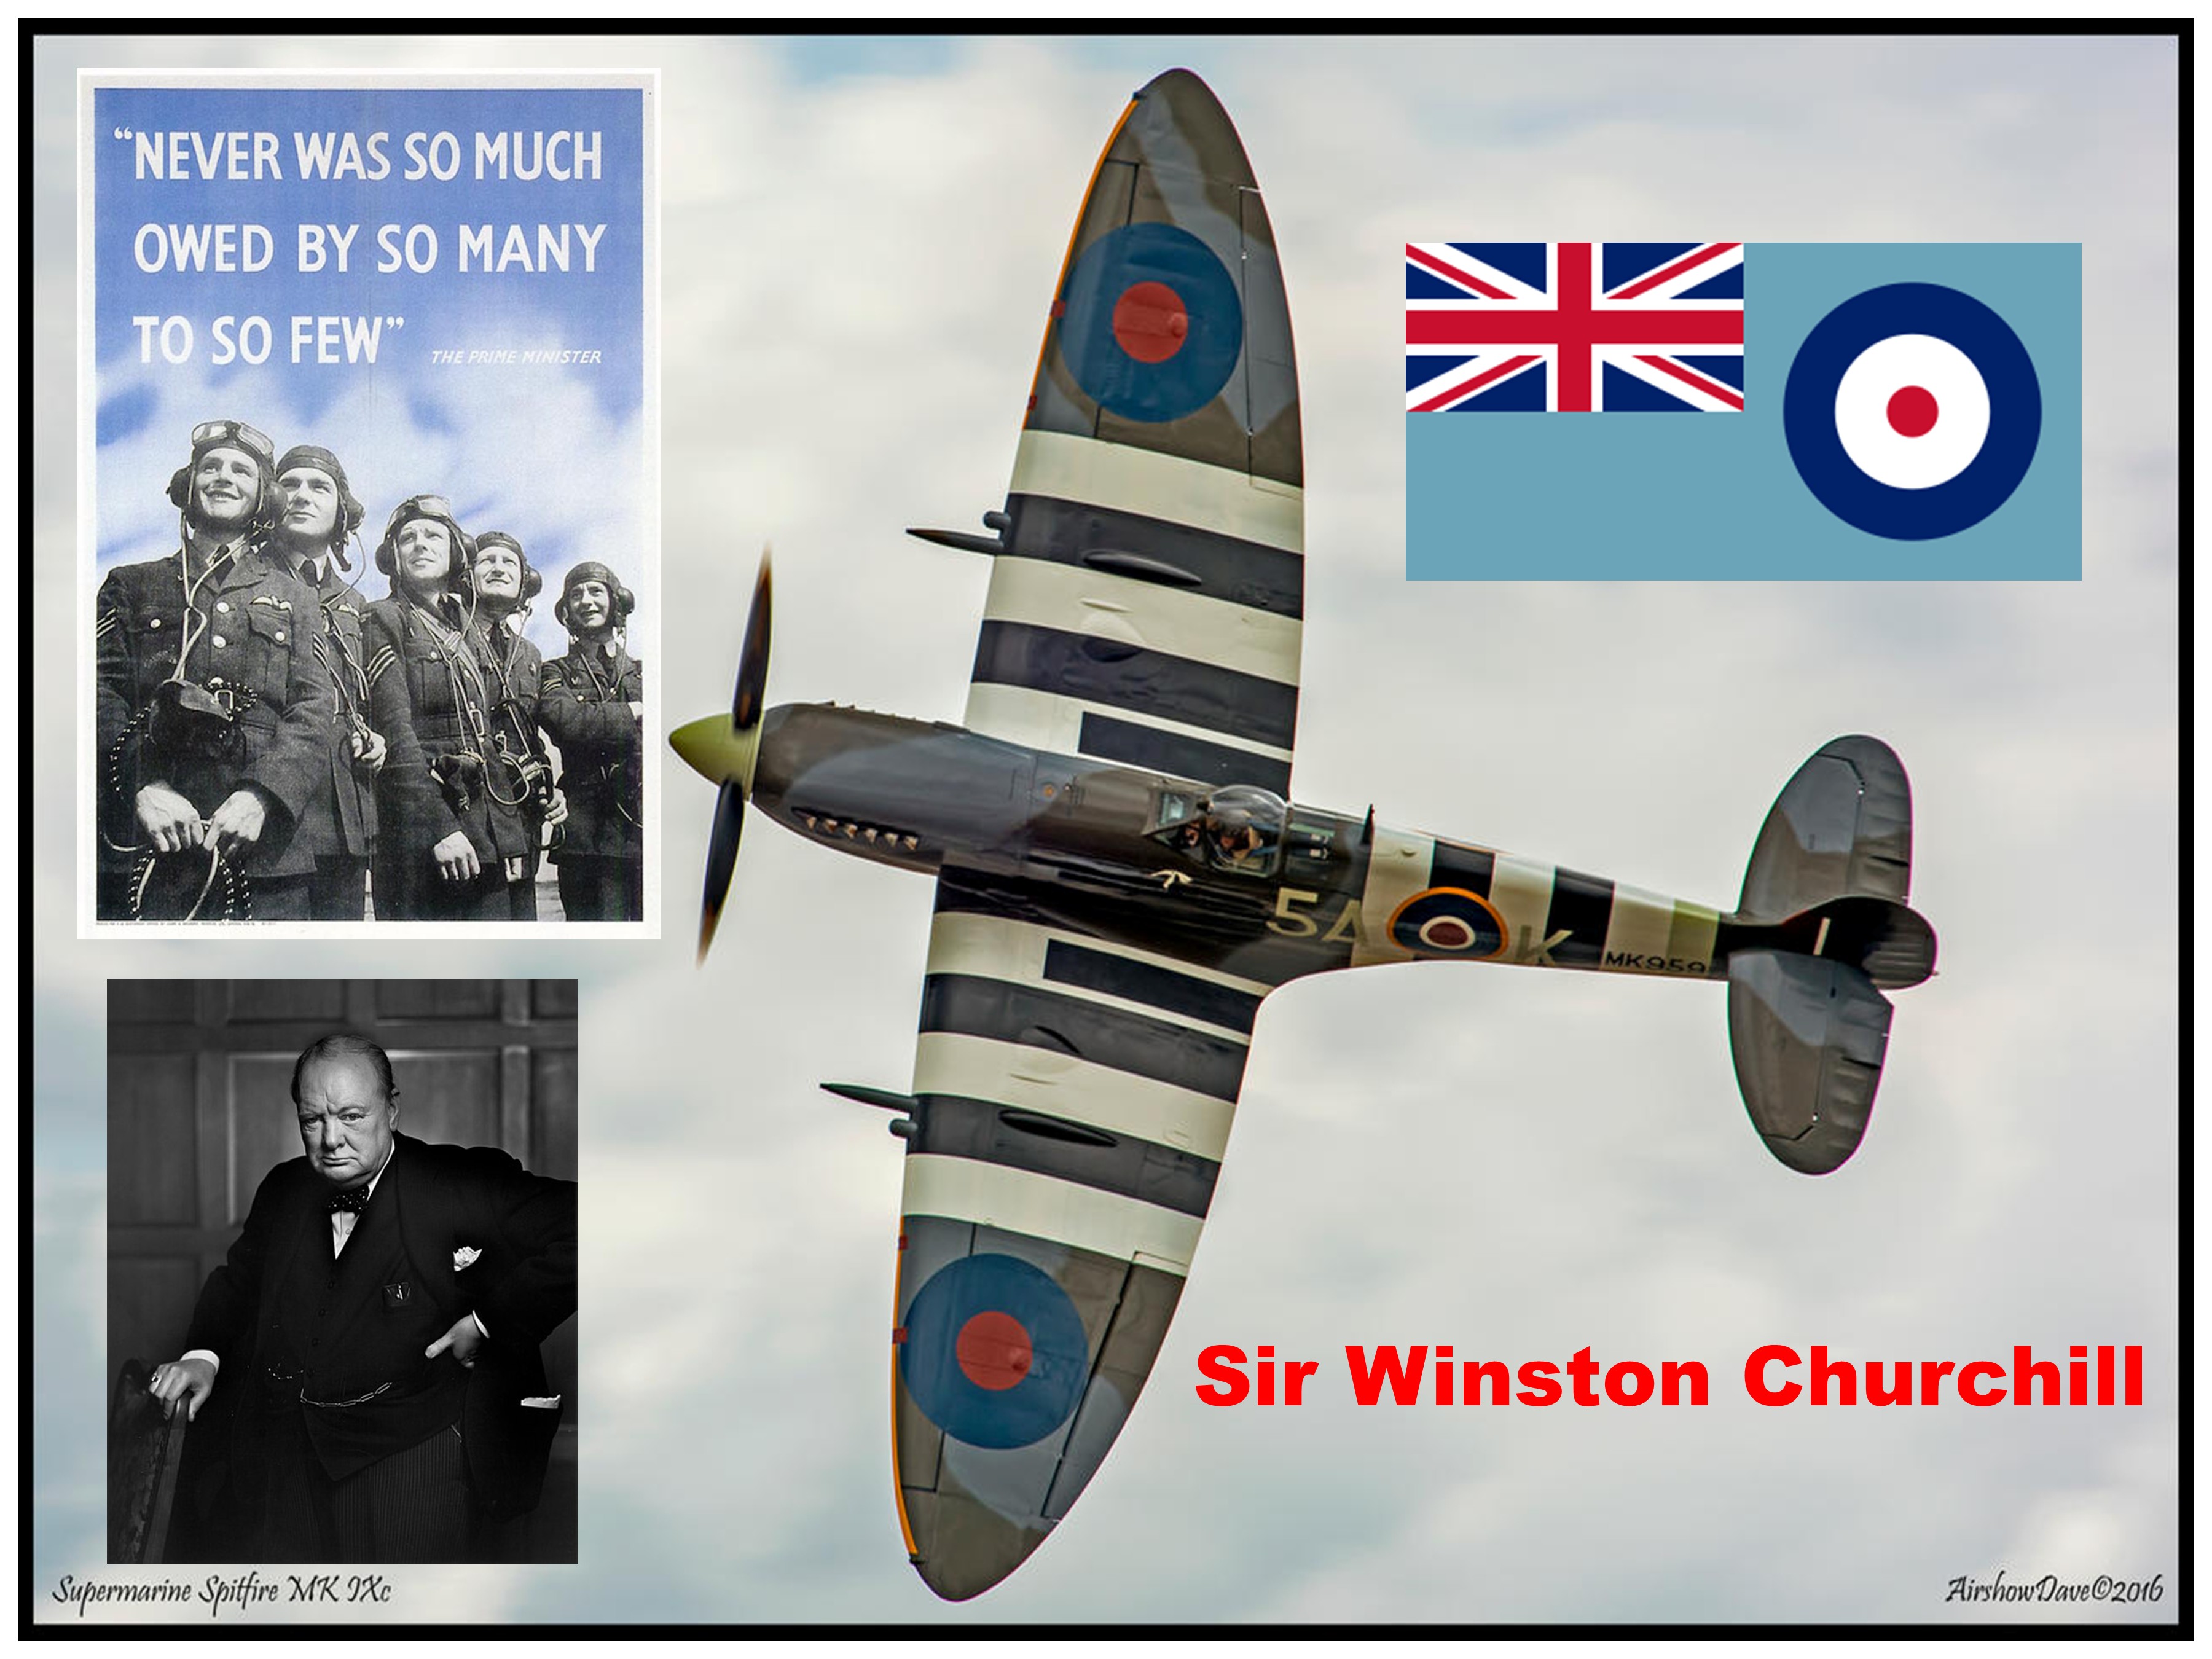 "NEVER WAS SO MUCH
OWED BY SO MANY
TO SO FEW"
THE PRIME MINISTER
5A
K
MK959
Sir Winston Churchill
Supermarine Spitfire MK IXc
AirshowDave©2016